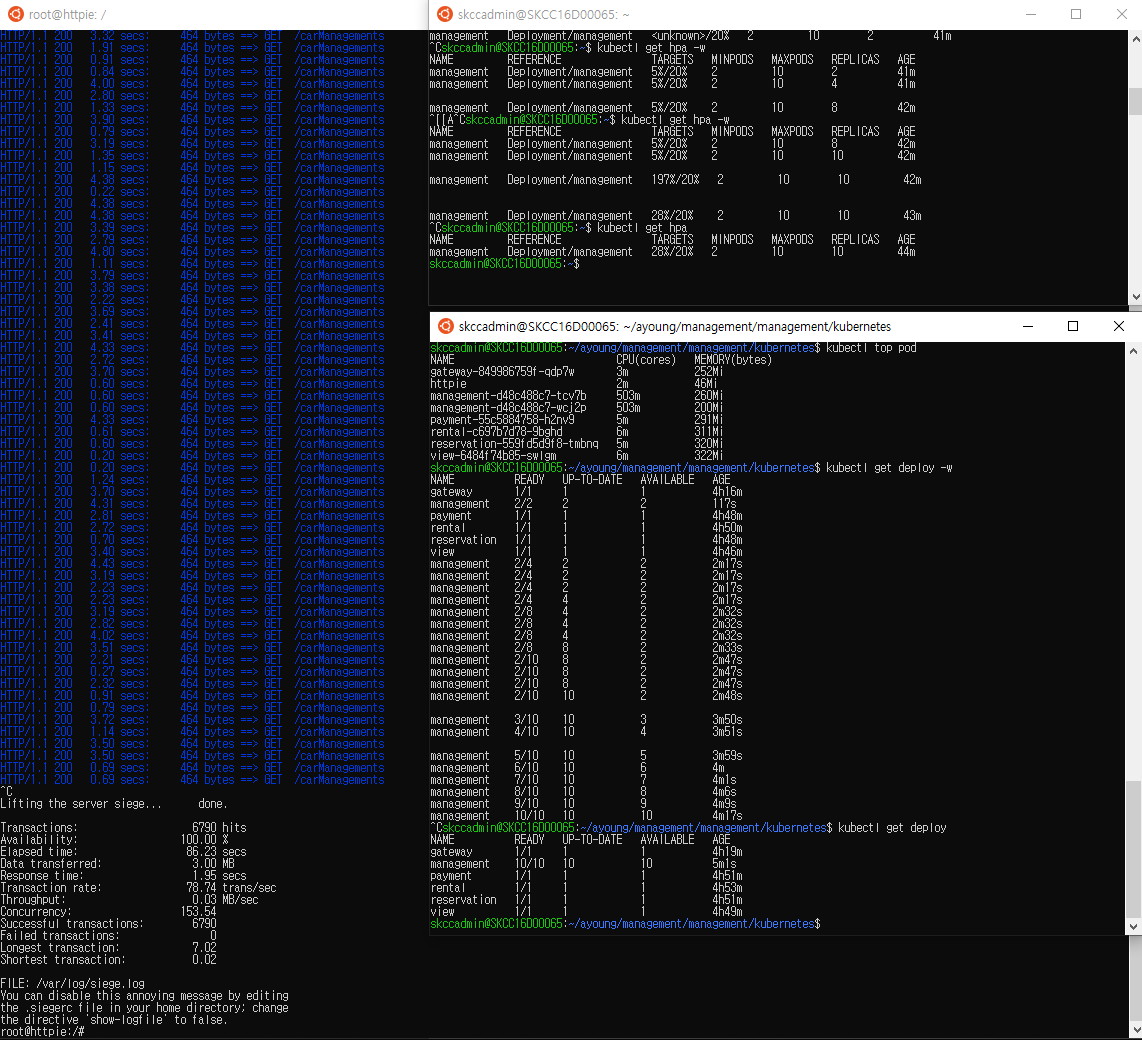 root@httpie: /
HTTP/1.1 200   3.32 secs:     464 bytes ==> GET  /carManagements
HTTP/1.1 200   1.91 secs:     464 bytes ==> GET  /carManagements
HTTP/1.1 200   0.91 secs:     464 bytes ==> GET  /carManagements
HTTP/1.1 200   0.84 secs:     464 bytes ==> GET  /carManagements
HTTP/1.1 200   4.00 secs:     464 bytes ==> GET  /carManagements
HTTP/1.1 200   2.80 secs:     464 bytes ==> GET  /carManagements
HTTP/1.1 200   1.33 secs:     464 bytes ==> GET  /carManagements
HTTP/1.1 200   3.90 secs:     464 bytes ==> GET  /carManagements
HTTP/1.1 200   0.79 secs:     464 bytes ==> GET  /carManagements
HTTP/1.1 200   3.19 secs:     464 bytes ==> GET  /carManagements
HTTP/1.1 200   1.35 secs:     464 bytes ==> GET  /carManagements
HTTP/1.1 200   1.15 secs:     464 bytes ==> GET  /carManagements
HTTP/1.1 200   4.38 secs:     464 bytes ==> GET  /carManagements
HTTP/1.1 200   0.22 secs:     464 bytes ==> GET  /carManagements
HTTP/1.1 200   4.38 secs:     464 bytes ==> GET  /carManagements
HTTP/1.1 200   4.38 secs:     464 bytes ==> GET  /carManagements
HTTP/1.1 200   3.39 secs:     464 bytes ==> GET  /carManagements
HTTP/1.1 200   2.79 secs:     464 bytes ==> GET  /carManagements
HTTP/1.1 200   4.80 secs:     464 bytes ==> GET  /carManagements
HTTP/1.1 200   1.11 secs:     464 bytes ==> GET  /carManagements
HTTP/1.1 200   3.79 secs:     464 bytes ==> GET  /carManagements
HTTP/1.1 200   3.38 secs:     464 bytes ==> GET  /carManagements
HTTP/1.1 200   2.22 secs:     464 bytes ==> GET  /carManagements
HTTP/1.1 200   3.69 secs:     464 bytes ==> GET  /carManagements
HTTP/1.1 200   2.41 secs:     464 bytes ==> GET  /carManagements
HTTP/1.1 200   3.41 secs:     464 bytes ==> GET  /carManagements
HTTP/1.1 200   4.33 secs:     464 bytes ==> GET  /carManagements
HTTP/1.1 200   2.72 secs:     464 bytes ==> GET  /carManagements
HTTP/1.1 200   3.70 secs:     464 bytes ==> GET  /carManagements
HTTP/1.1 200   0.60 secs:     464 bytes ==> GET  /carManagements
HTTP/1.1 200   0.60 secs:     464 bytes ==> GET  /carManagements
HTTP/1.1 200   0.60 secs:     464 bytes ==> GET  /carManagements
HTTP/1.1 200   4.33 secs:     464 bytes ==> GET  /carManagements
HTTP/1.1 200   0.61 secs:     464 bytes ==> GET  /carManagements
HTTP/1.1 200   0.60 secs:     464 bytes ==> GET  /carManagements
HTTP/1.1 200   0.20 secs:     464 bytes ==> GET  /carManagements
HTTP/1.1 200   0.20 secs:     464 bytes ==> GET  /carManagements
HTTP/1.1 200   1.24 secs:     464 bytes ==> GET  /carManagements
HTTP/1.1 200   3.70 secs:     464 bytes ==> GET  /carManagements
HTTP/1.1 200   4.31 secs:     464 bytes ==> GET  /carManagements
HTTP/1.1 200   2.81 secs:     464 bytes ==> GET  /carManagements
HTTP/1.1 200   2.72 secs:     464 bytes ==> GET  /carManagements
HTTP/1.1 200   0.70 secs:     464 bytes ==> GET  /carManagements
HTTP/1.1 200   3.40 secs:     464 bytes ==> GET  /carManagements
HTTP/1.1 200   4.43 secs:     464 bytes ==> GET  /carManagements
HTTP/1.1 200   3.19 secs:     464 bytes ==> GET  /carManagements
HTTP/1.1 200   2.23 secs:     464 bytes ==> GET  /carManagements
HTTP/1.1 200   2.23 secs:     464 bytes ==> GET  /carManagements
HTTP/1.1 200   3.19 secs:     464 bytes ==> GET  /carManagements
HTTP/1.1 200   2.82 secs:     464 bytes ==> GET  /carManagements
HTTP/1.1 200   4.02 secs:     464 bytes ==> GET  /carManagements
HTTP/1.1 200   3.51 secs:     464 bytes ==> GET  /carManagements
HTTP/1.1 200   2.21 secs:     464 bytes ==> GET  /carManagements
HTTP/1.1 200   0.27 secs:     464 bytes ==> GET  /carManagements
HTTP/1.1 200   2.32 secs:     464 bytes ==> GET  /carManagements
HTTP/1.1 200   0.91 secs:     464 bytes ==> GET  /carManagements
HTTP/1.1 200   0.79 secs:     464 bytes ==> GET  /carManagements
HTTP/1.1 200   3.72 secs:     464 bytes ==> GET  /carManagements
HTTP/1.1 200   1.14 secs:     464 bytes ==> GET  /carManagements
HTTP/1.1 200   3.50 secs:     464 bytes ==> GET  /carManagements
HTTP/1.1 200   3.50 secs:     464 bytes ==> GET  /carManagements
HTTP/1.1 200   0.69 secs:     464 bytes ==> GET  /carManagements
HTTP/1.1 200   0.69 secs:     464 bytes ==> GET  /carManagements
^C
Lifting the server siege...      done.
Transactions:                   6790 hits
Availability:                 100.00 %
Elapsed time:                  86.23 secs
Data transferred:               3.00 MB
Response time:                  1.95 secs
Transaction rate:              78.74 trans/sec
Throughput:                     0.03 MB/sec
Concurrency:                  153.54
Successful transactions:        6790
Failed transactions:               0
Longest transaction:            7.02
Shortest transaction:           0.02
FILE: /var/log/siege.log
You can disable this annoying message by editing
the .siegerc file in your home directory; change
the directive 'show-logfile' to false.
root@httpie:/#
skccadmin@SKCC16D00065: ~
management   Deployment/management   <unknown>/20%   2         10        2          41m
^Cskccadmin@SKCC16D00065:~$ kubectl get hpa -w
NAME         REFERENCE               TARGETS   MINPODS   MAXPODS   REPLICAS   AGE
management   Deployment/management   5%/20%    2         10        2          41m
management   Deployment/management   5%/20%    2         10        4          41m
management   Deployment/management   5%/20%    2         10        8          42m
^[[A^Cskccadmin@SKCC16D00065:~$ kubectl get hpa -w
NAME         REFERENCE               TARGETS   MINPODS   MAXPODS   REPLICAS   AGE
management   Deployment/management   5%/20%    2         10        8          42m
management   Deployment/management   5%/20%    2         10        10         42m
management   Deployment/management   197%/20%   2         10        10         42m
management   Deployment/management   28%/20%    2         10        10         43m
^Cskccadmin@SKCC16D00065:~$ kubectl get hpa
NAME         REFERENCE               TARGETS   MINPODS   MAXPODS   REPLICAS   AGE
management   Deployment/management   28%/20%   2         10        10         44m
skccadmin@SKCC16D00065:~$
skccadmin@SKCC16D00065: ~/ayoung/management/management/kubernetes
skccadmin@SKCC16D00065:~/ayoung/management/management/kubernetes$ kubectl top pod
NAME                           CPU(cores)   MEMORY(bytes)
gateway-849986759f-qdp7w       3m           252Mi
httpie                         2m           46Mi
management-d48c488c7-tcv7b     503m         260Mi
management-d48c488c7-wcj2p     503m         200Mi
payment-55c5884758-h2nv9       5m           291Mi
rental-c697b7d78-9bghd         6m           311Mi
reservation-559fd5d9f8-tmbnq   5m           320Mi
view-6484f74b85-swlgm          6m           322Mi
skccadmin@SKCC16D00065:~/ayoung/management/management/kubernetes$ kubectl get deploy -w
NAME          READY   UP-TO-DATE   AVAILABLE   AGE
gateway       1/1     1            1           4h16m
management    2/2     2            2           117s
payment       1/1     1            1           4h48m
rental        1/1     1            1           4h50m
reservation   1/1     1            1           4h48m
view          1/1     1            1           4h46m
management    2/4     2            2           2m17s
management    2/4     2            2           2m17s
management    2/4     2            2           2m17s
management    2/4     4            2           2m17s
management    2/8     4            2           2m32s
management    2/8     4            2           2m32s
management    2/8     4            2           2m32s
management    2/8     8            2           2m33s
management    2/10    8            2           2m47s
management    2/10    8            2           2m47s
management    2/10    8            2           2m47s
management    2/10    10           2           2m48s
management    3/10    10           3           3m50s
management    4/10    10           4           3m51s
management    5/10    10           5           3m59s
management    6/10    10           6           4m
management    7/10    10           7           4m1s
management    8/10    10           8           4m6s
management    9/10    10           9           4m9s
management    10/10   10           10          4m17s
^Cskccadmin@SKCC16D00065:~/ayoung/management/management/kubernetes$ kubectl get deploy
NAME          READY   UP-TO-DATE   AVAILABLE   AGE
gateway       1/1     1            1           4h19m
management    10/10   10           10          5m1s
payment       1/1     1            1           4h51m
rental        1/1     1            1           4h53m
reservation   1/1     1            1           4h51m
view          1/1     1            1           4h49m
skccadmin@SKCC16D00065:~/ayoung/management/management/kubernetes$